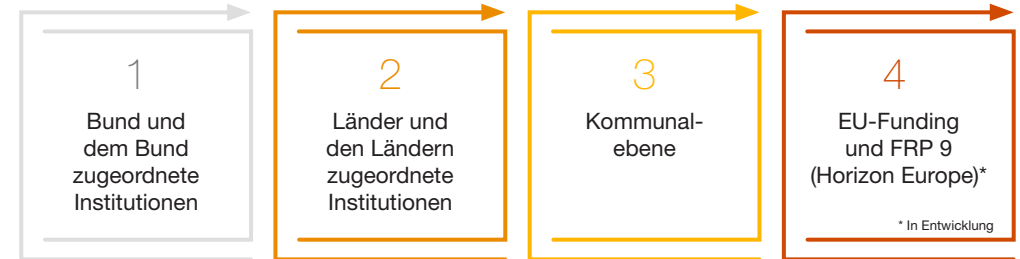 1
Bund und
dem Bund
zugeordnete
Institutionen
2
Länder und
den Ländern
zugeordnete
Institutionen
3
Kommunal-
ebene
4
EU-Funding
und FRP 9
(Horizon Europe)*
* In Entwicklung